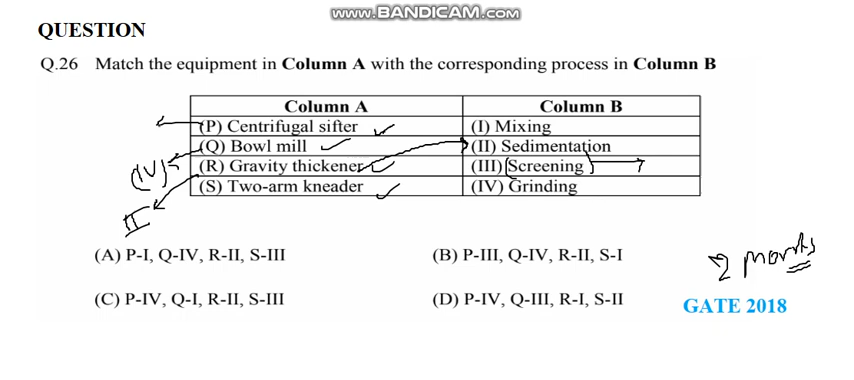 www.BANDICAM.com
QUESTION
Q.26 Match the equipment in Column A with the corresponding process in Column B
Column A Column B
(P) Centrifugal sifter (I) Mixing
(Q) Bowl mill (II) Sedimentation
(R) Gravity thickener (III) Screening
(S) Two-arm kneader (IV) Grinding
(IV)
II
(A) P-I, Q-IV, R-II, S-III (B) P-III, Q-IV, R-II, S-I
2 marks
(C) P-IV, Q-I, R-II, S-III (D) P-IV, Q-III, R-I, S-II
GATE 2018